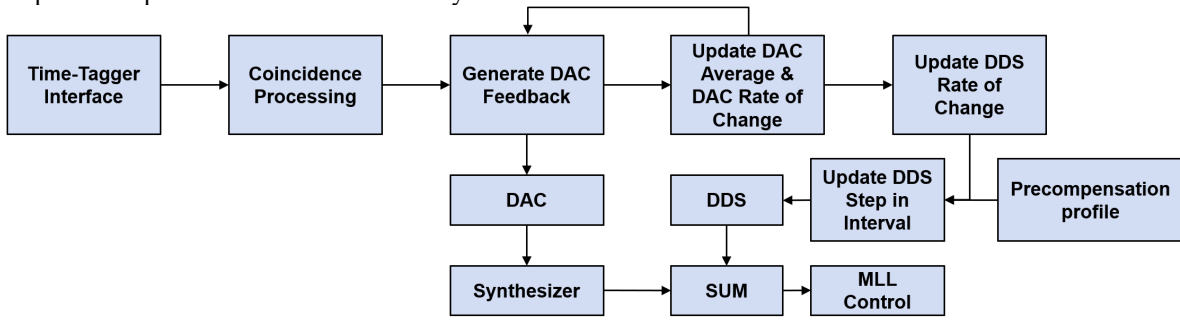 Time-Tagger
Interface
Coincidence
Processing
Generate DAC
Feedback
Update DAC
Average &
DAC Rate of
Change
Update DDS
Rate of
Change
DAC
DDS
Update DDS
Step in
Interval
Precompensation
profile
Synthesizer
SUM
MLL
Control